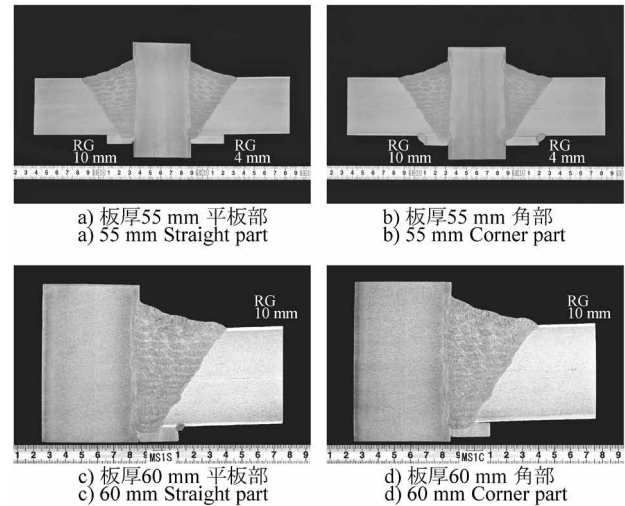 RG
10 mm
RG
4 mm
a) 板厚55 mm 平板部
a) 55 mm Straight part
RG
10 mm
RG
4 mm
b) 板厚55 mm 角部
b) 55 mm Corner part
RG
10 mm
MS1S
c) 板厚60 mm 平板部
c) 60 mm Straight part
RG
10 mm
MS1C
d) 板厚60 mm 角部
d) 60 mm Corner part